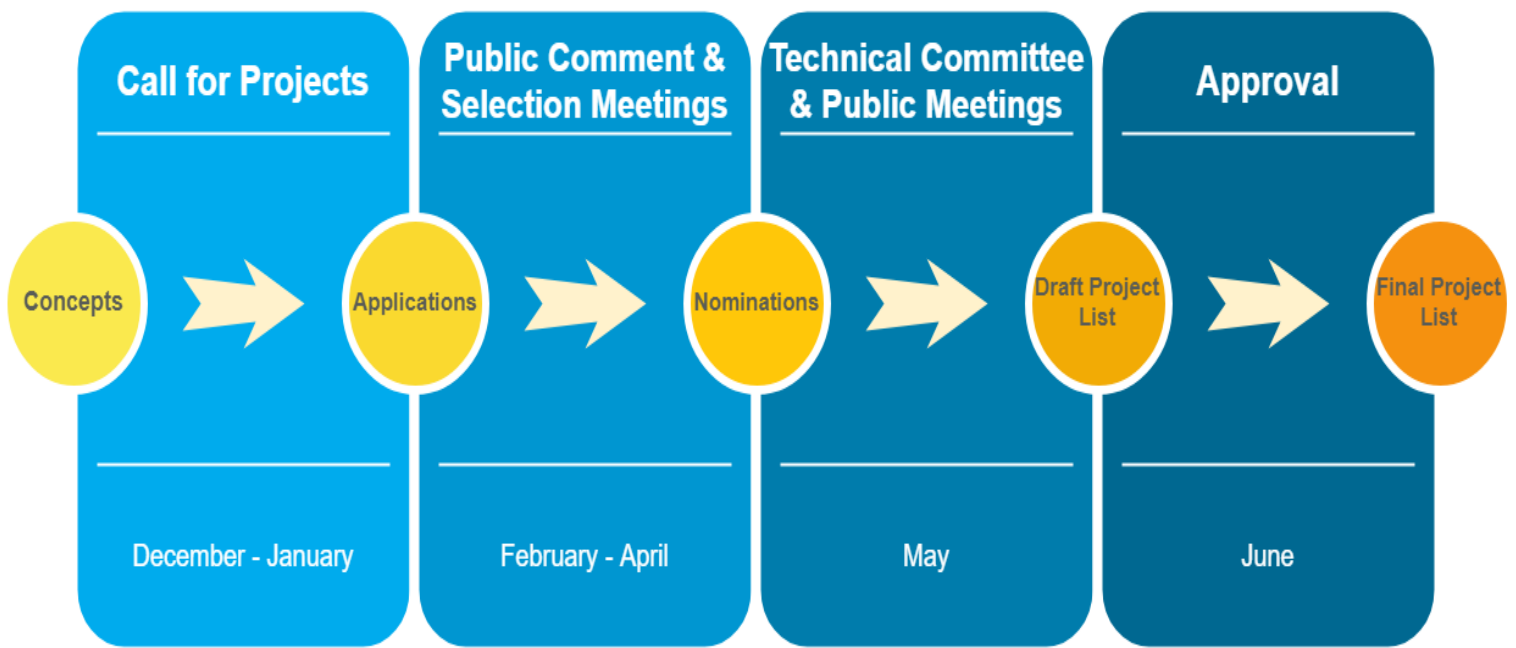 Call for Projects
Public Comment &
Selection Meetings
Technical Committee
& Public Meetings
Approval
Concepts
Applications
Nominations
Draft Project
List
Final Project
List
December - January
February - April
May
June